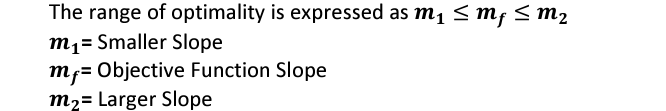 The range of optimality is expressed as m₁ ≤ m_f ≤ m₂
m₁= Smaller Slope
m_f= Objective Function Slope
m₂= Larger Slope